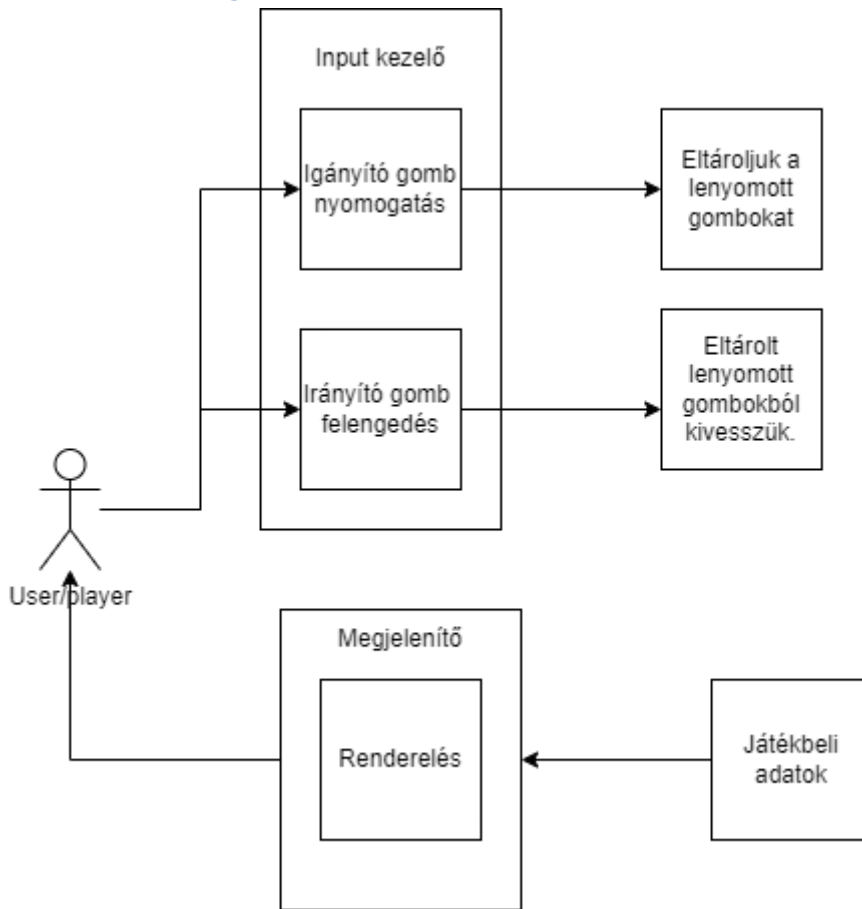 Input kezelő
Igányító gomb
nyomogatás
Eltároljuk a
lenyomott
gombokat
Irányító gomb
felengedés
Eltárolt
lenyomott
gombokból
kivesszük.
User/player
Megjelenítő
Renderelés
Játékbeli
adatok